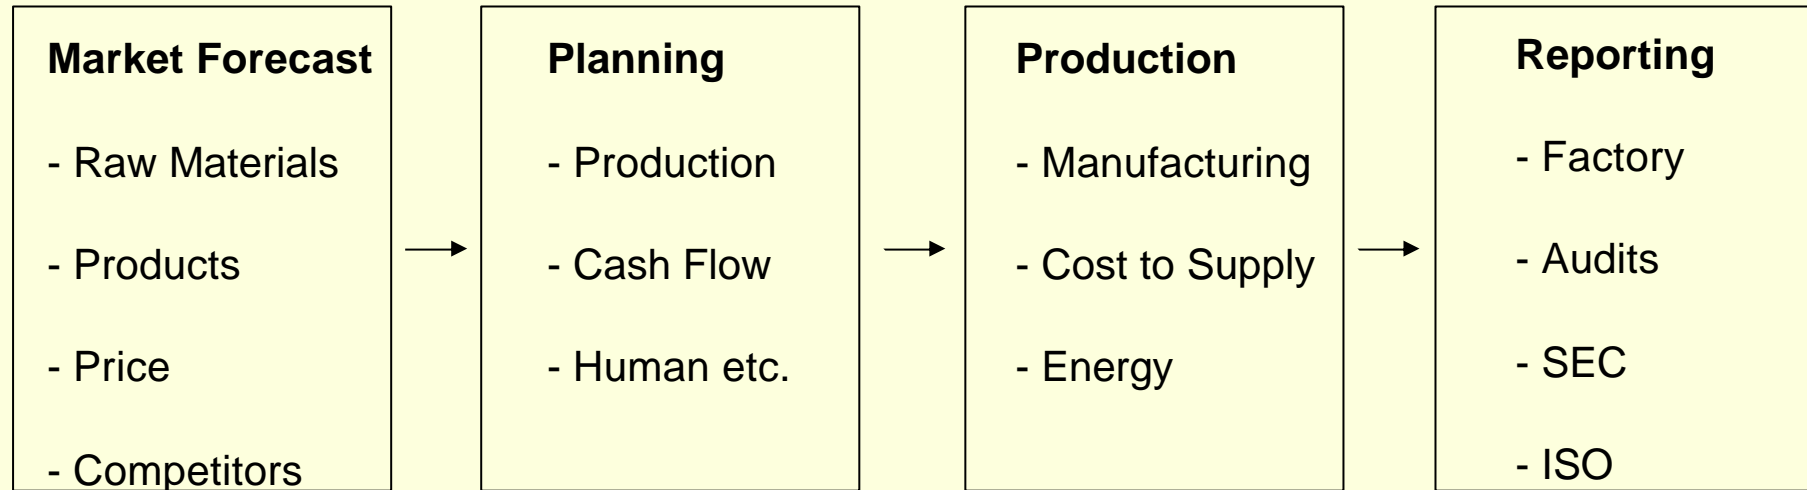 Market Forecast
- Raw Materials
- Products
- Price
- Competitors
Planning
- Production
- Cash Flow
- Human etc.
Production
- Manufacturing
- Cost to Supply
- Energy
Reporting
- Factory
- Audits
- SEC
- ISO